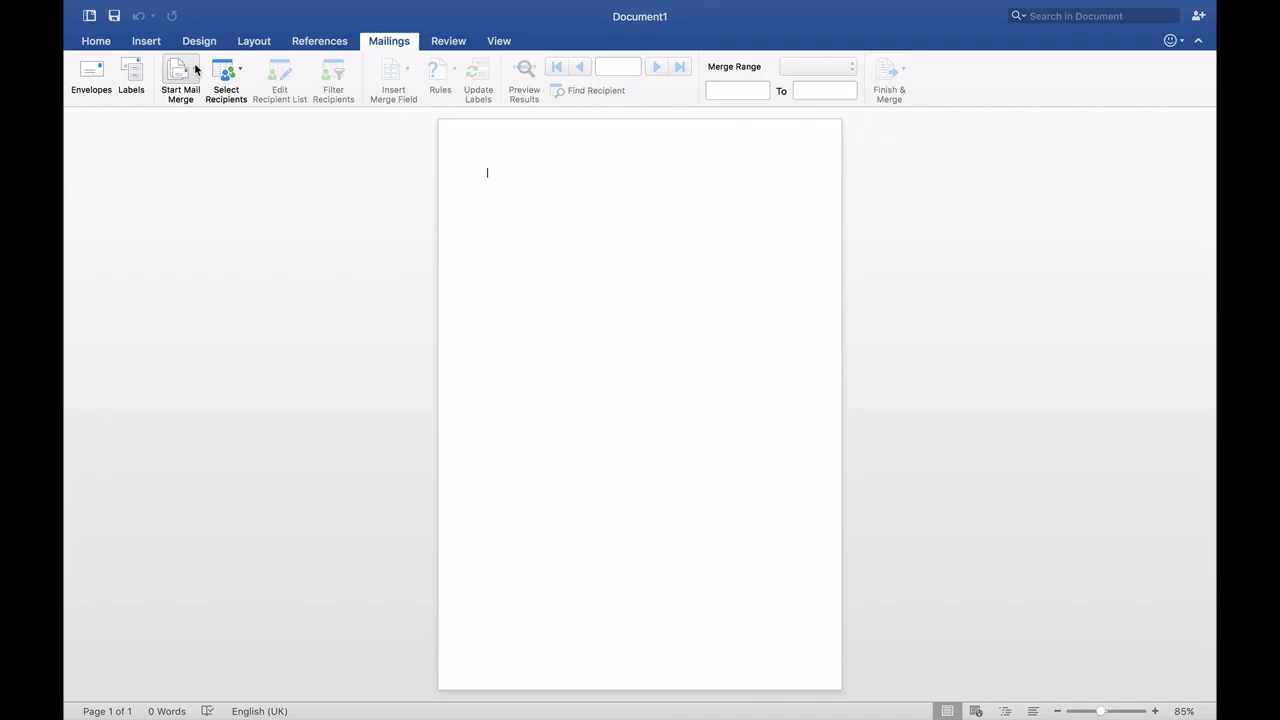 Document1
Search in Document
Home Insert Design Layout References Mailings Review View
Envelopes
Labels
Start Mail
Merge
Select
Recipients
Edit
Recipient List
Filter
Recipients
Insert
Merge Field
Rules
Update
Labels
Preview
Results
Find Recipient
Merge Range
To
Finish &
Merge
Page 1 of 1 0 Words English (UK) 85%